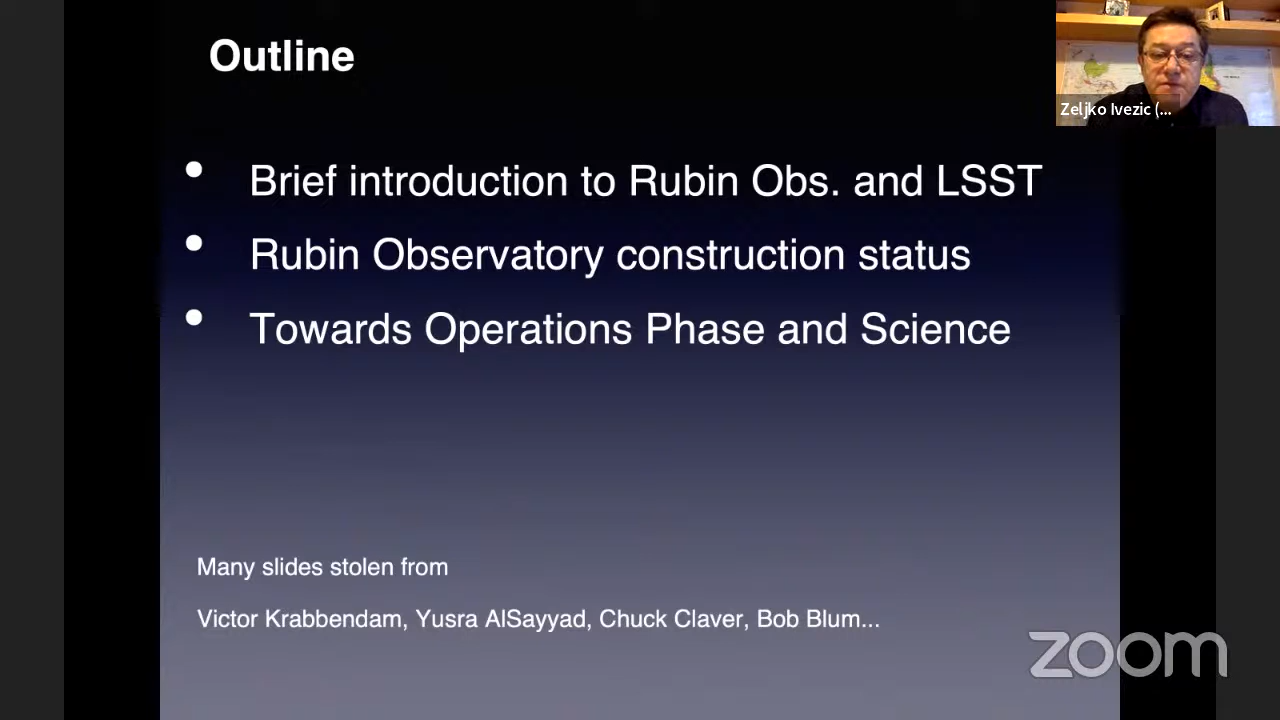 Outline
Zeljko Ivezic (...
• Brief introduction to Rubin Obs. and LSST
• Rubin Observatory construction status
• Towards Operations Phase and Science
Many slides stolen from
Victor Krabbendam, Yusra AlSayyad, Chuck Claver, Bob Blum...
zoom